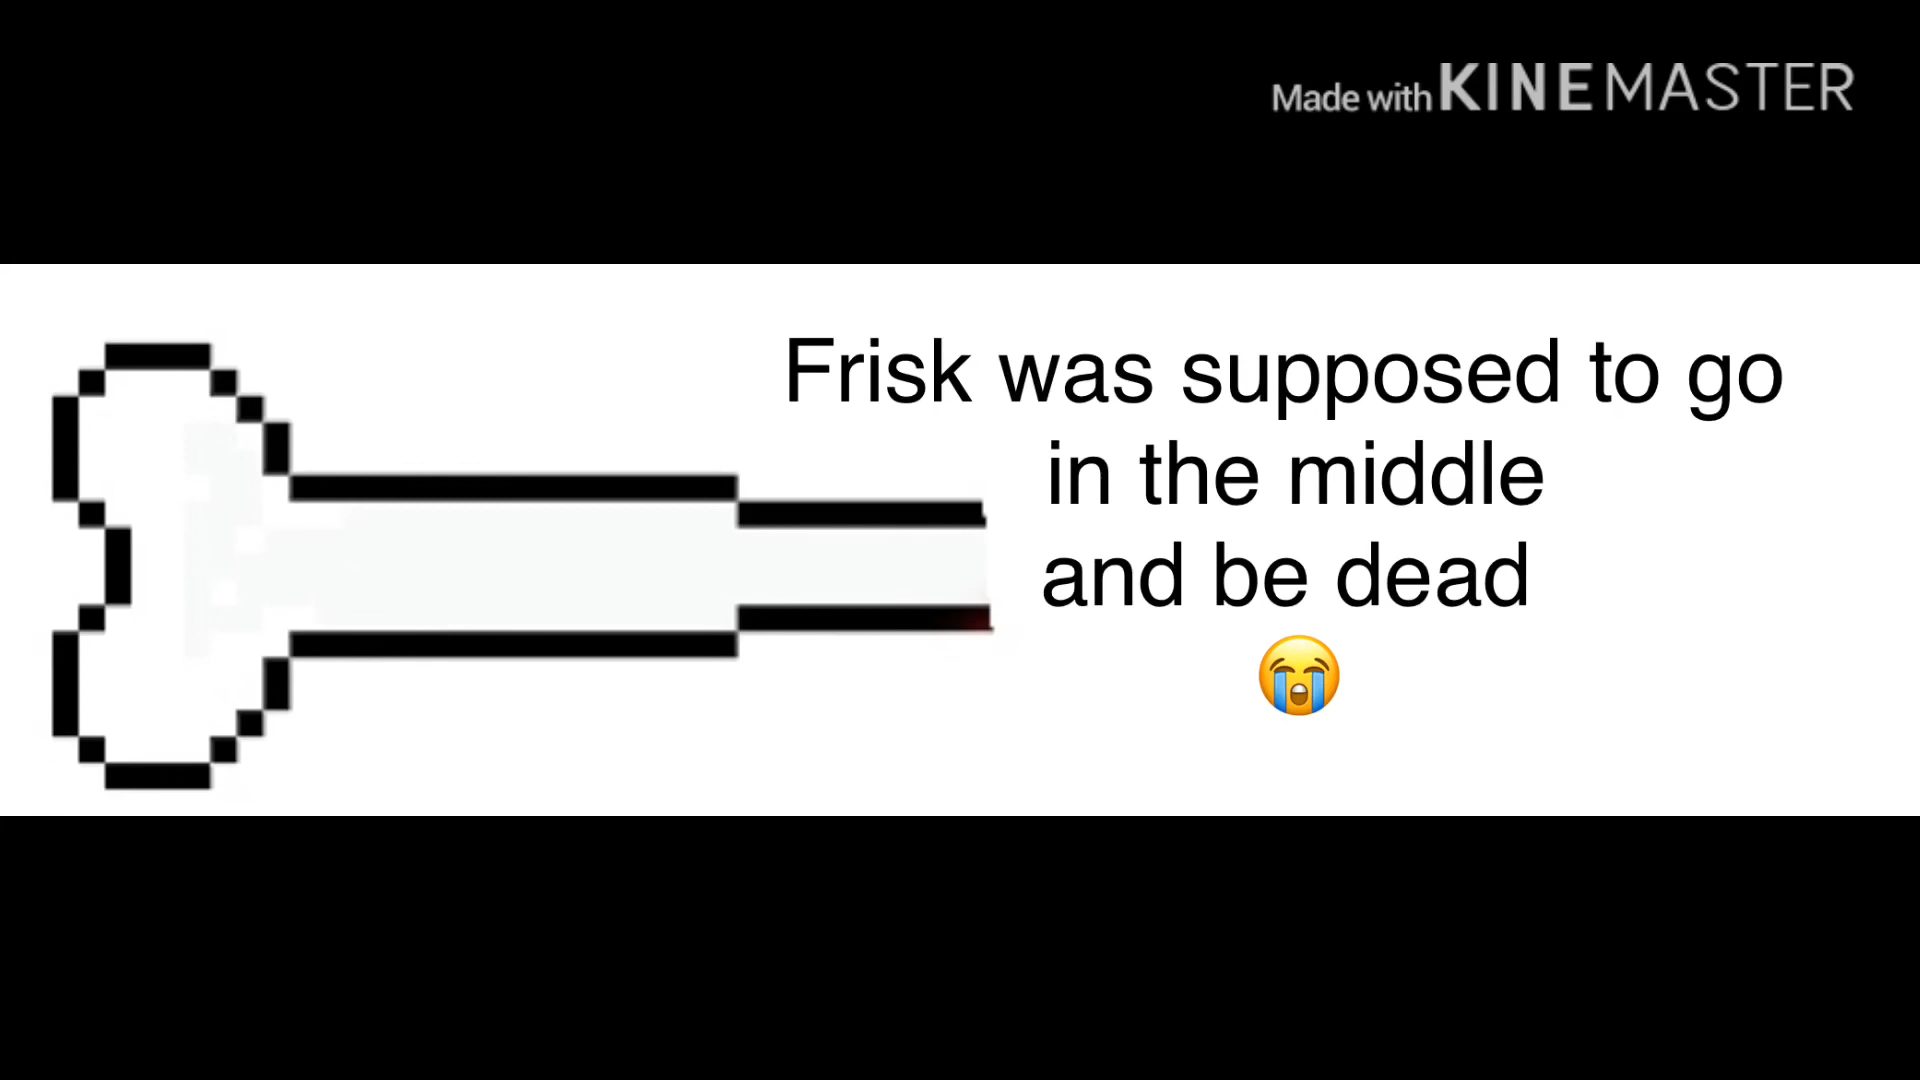 Made with KINEMASTER
Frisk was supposed to go
in the middle
and be dead
😭